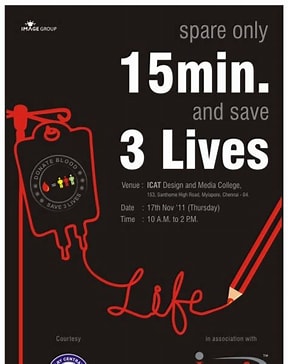 IMAGE GROUP
spare only
15min.
and save
3 Lives
DONATE BLOOD
SAVE 3 LIVES
Venue : ICAT Design and Media College,
163, Santhome High Road, Mylapore, Chennai - 04.
Date : 17th Nov '11 (Thursday)
Time : 10 A.M. to 2 P.M.
Life
Courtesy
in association with